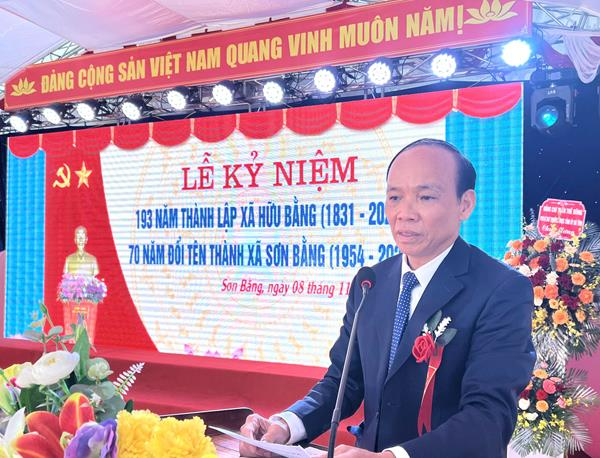 ĐẢNG CỘNG SẢN VIỆT NAM QUANG VINH MUÔN NĂM!
LỄ KỶ NIỆM
193 NĂM THÀNH LẬP XÃ HỮU BẰNG (1831 - 20
70 NĂM ĐỔI TÊN THÀNH XÃ SƠN BẰNG (1954 - 20
Sơn Bằng, ngày 08 tháng 11